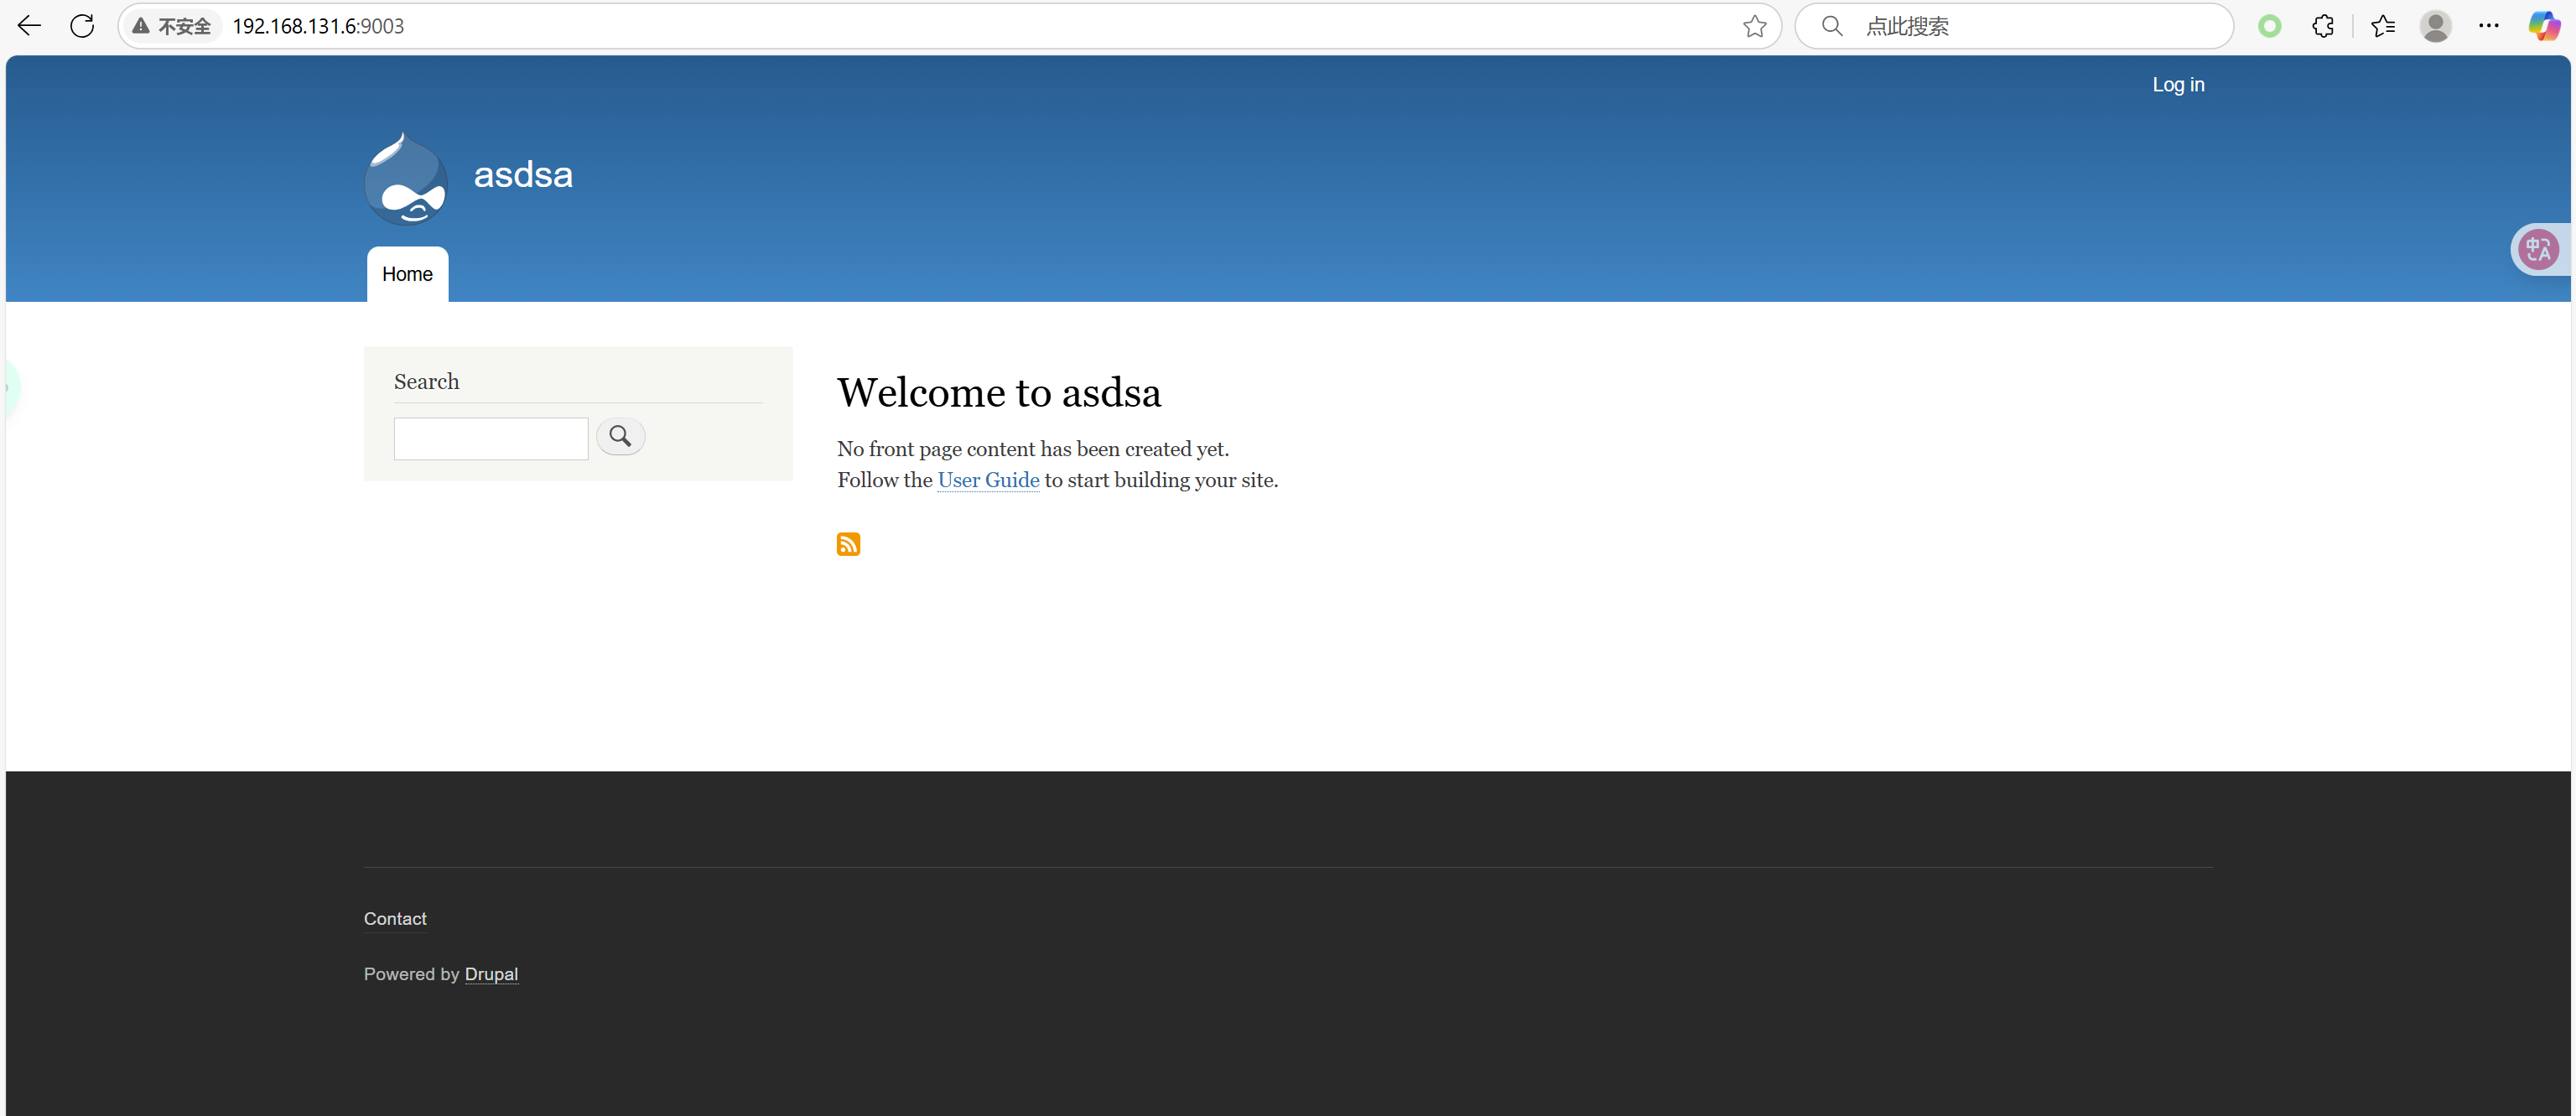 不安全 192.168.131.6:9003
点此搜索
Log in
asdsa
Home
中A
Search
Welcome to asdsa
No front page content has been created yet.
Follow the User Guide to start building your site.
Contact
Powered by Drupal